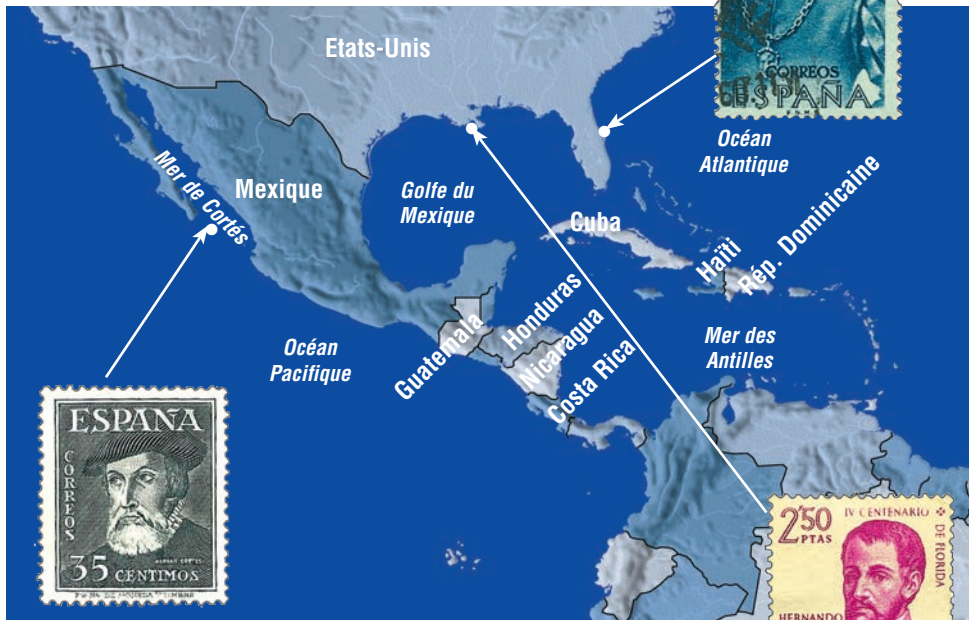 Etats-Unis
CORREOS
ESPAÑA
Océan
Atlantique
Mer de Cortés
Mexique
Golfe du
Mexique
Cuba
Haïti
Rép. Dominicaine
Guatemala
Honduras
Nicaragua
Costa Rica
Mer des
Antilles
Océan
Pacifique
ESPAÑA
CORREOS
HERNAN CORTES
35 CENTIMOS
2'50
PTAS
IV CENTENARIO
DE FLORIDA
HERNANDO